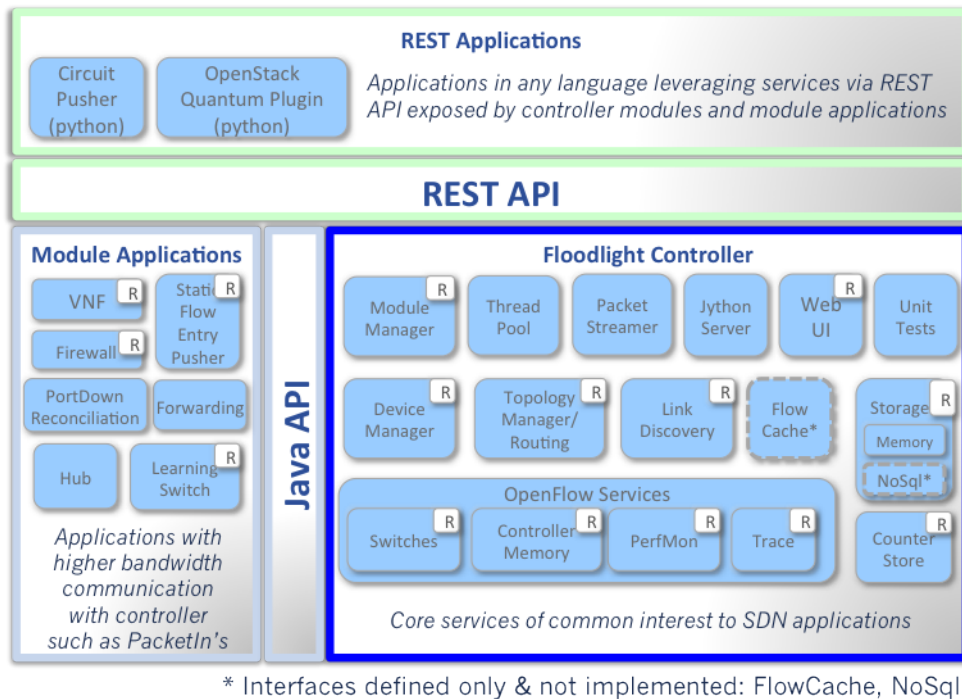 REST Applications
Circuit
Pusher
(python)
OpenStack
Quantum Plugin
(python)
Applications in any language leveraging services via REST
API exposed by controller modules and module applications
REST API
Module Applications
VNF
R
Static
Flow
Entry
Pusher
R
Firewall
R
PortDown
Reconciliation
Forwarding
Hub
Learning
Switch
R
Applications with
higher bandwidth
communication
with controller
such as PacketIn's
Java API
Floodlight Controller
Module
Manager
R
Thread
Pool
Packet
Streamer
Jython
Server
Web
UI
R
Unit
Tests
Device
Manager
R
Topology
Manager/
Routing
R
Link
Discovery
R
Flow
Cache*
Storage
R
Memory
NoSql*
OpenFlow Services
Switches
R
Controller
Memory
R
PerfMon
R
Trace
R
Counter
Store
R
Core services of common interest to SDN applications
* Interfaces defined only & not implemented: FlowCache, NoSql